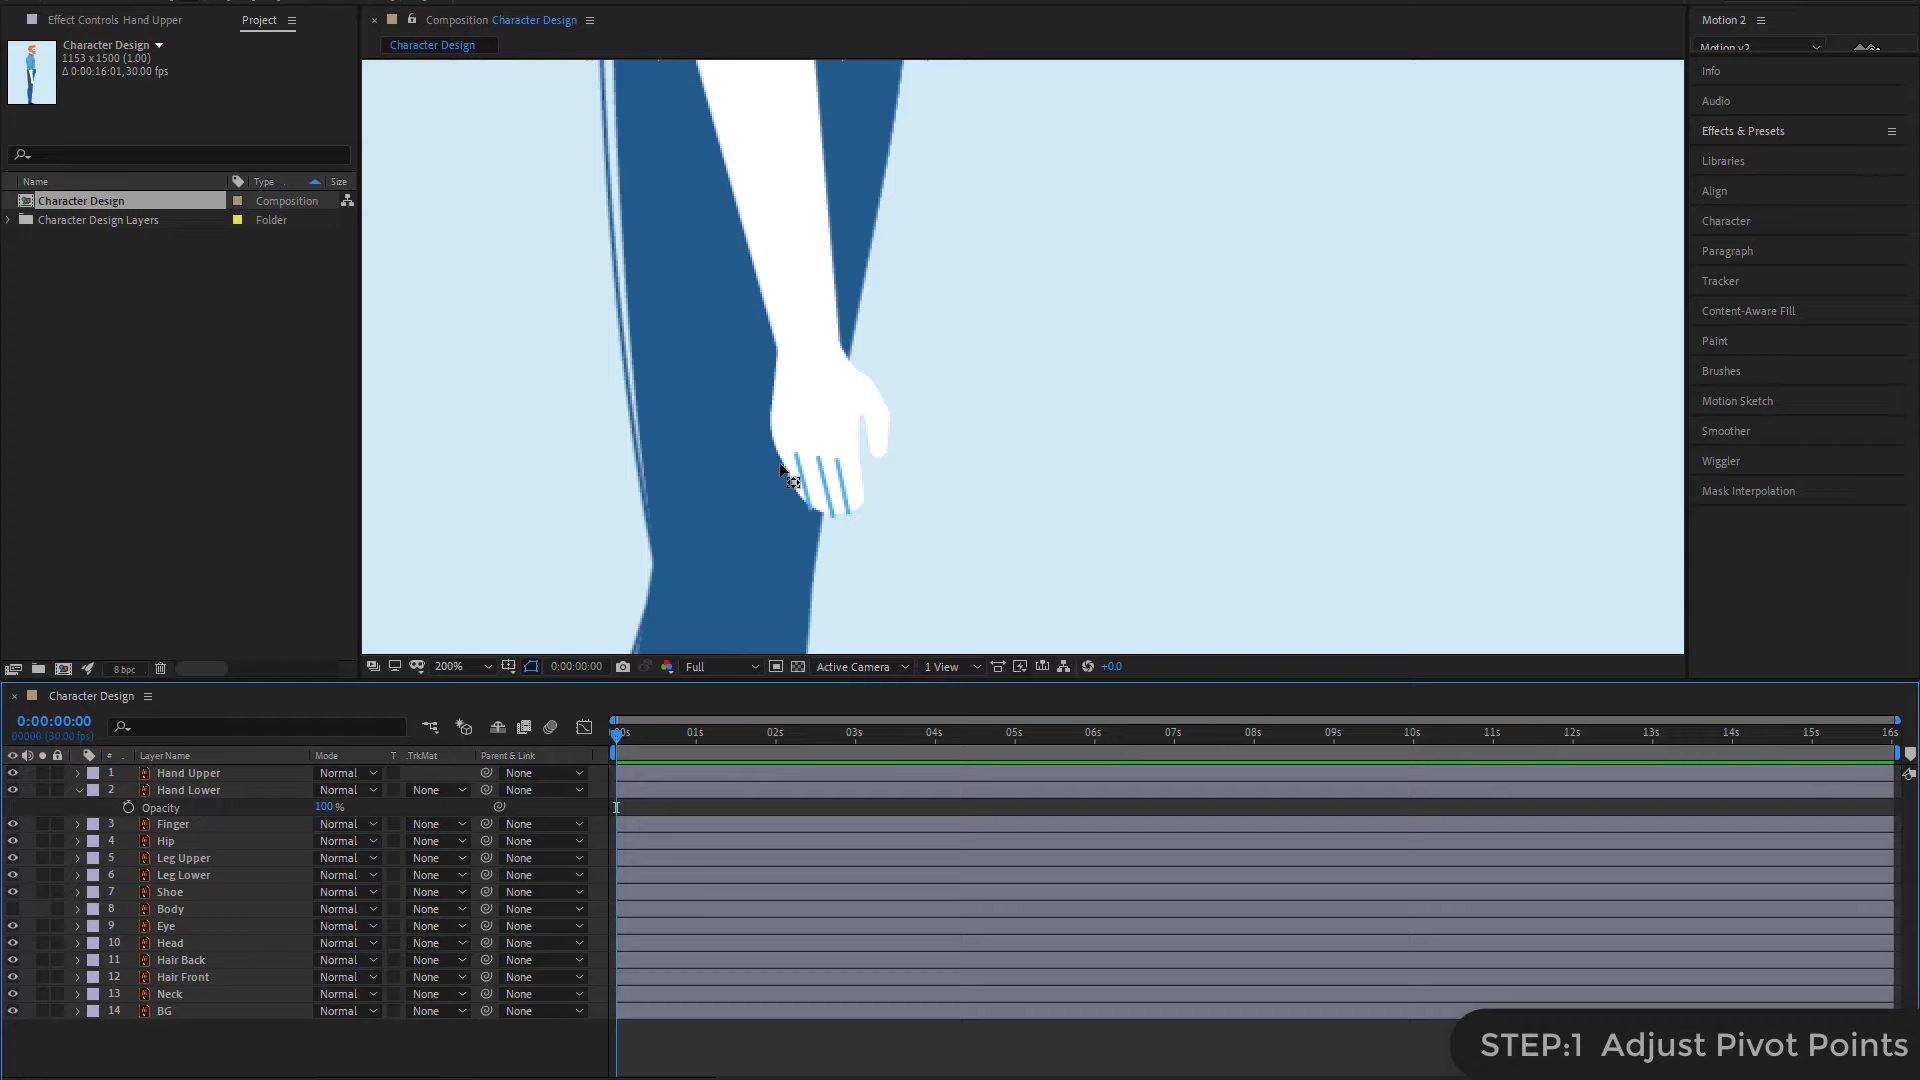 Effect Controls Hand Upper
Project
Composition Character Design
Motion 2
Character Design
1153 x 1500 (1.00)
Δ 0:00:16:01, 30.00 fps
Character Design
Motion v2
Info
Audio
Effects & Presets
Libraries
Align
Character
Paragraph
Tracker
Content-Aware Fill
Paint
Brushes
Motion Sketch
Smoother
Wiggler
Mask Interpolation
Name Type Size
Character Design Composition
Character Design Layers Folder
8 bpc
200% 0:00:00:00 Full Active Camera 1 View +0.0
Character Design
0:00:00:00
00000 (30.00 fps)
01s 02s 03s 04s 05s 06s 07s 08s 09s 10s 11s 12s 13s 14s 15s 16s
# Layer Name Mode T .TrkMat Parent & Link
1 Hand Upper Normal None
2 Hand Lower Normal None None
Opacity 100 %
3 Finger Normal None None
4 Hip Normal None None
5 Leg Upper Normal None None
6 Leg Lower Normal None None
7 Shoe Normal None None
8 Body Normal None None
9 Eye Normal None None
10 Head Normal None None
11 Hair Back Normal None None
12 Hair Front Normal None None
13 Neck Normal None None
14 BG Normal None None
STEP:1 Adjust Pivot Points